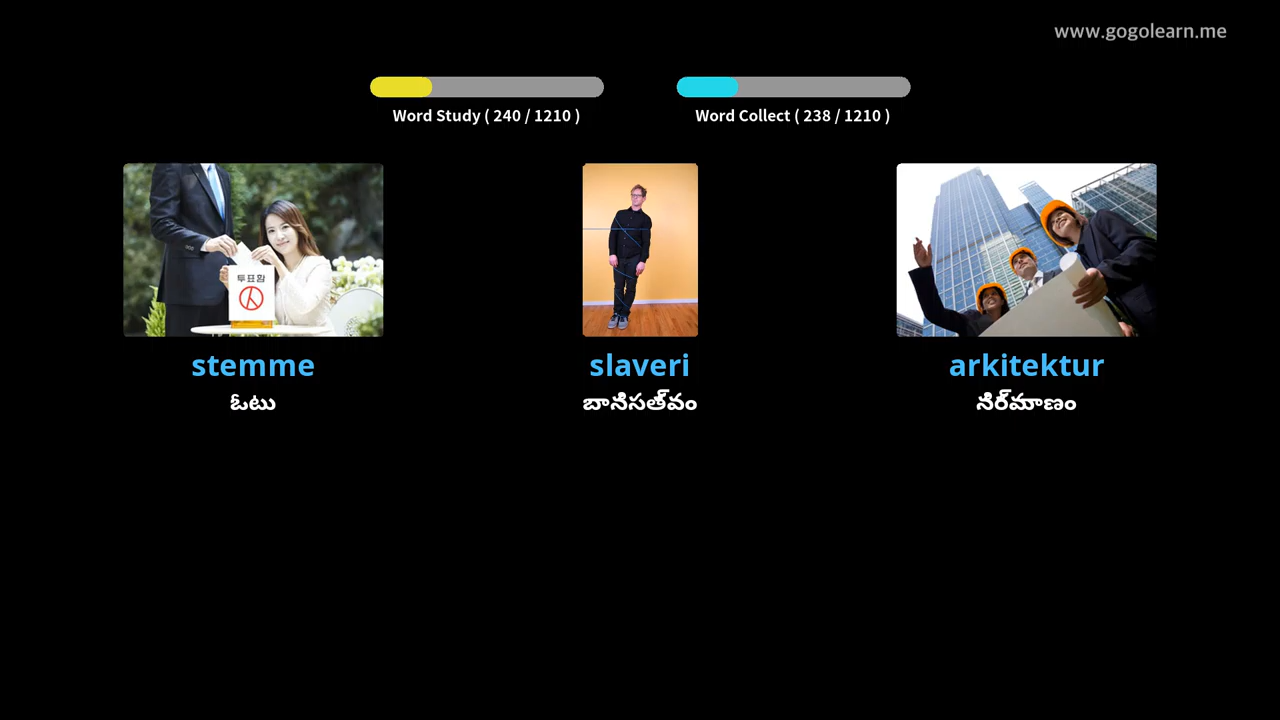 www.gogolearn.me
Word Study ( 240 / 1210 )
Word Collect ( 238 / 1210 )
투표함
stemme
slaveri
arkitektur
ఓటు
బానిసత్‌వం
నిర్‌మాణం